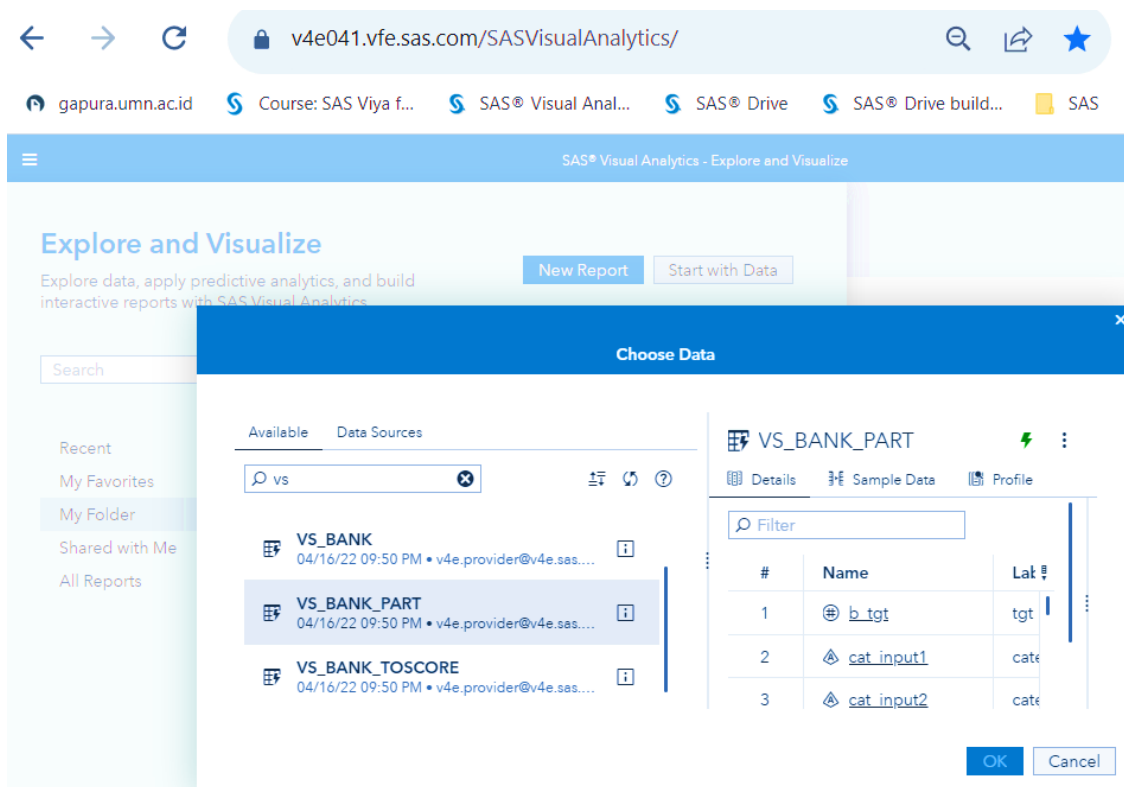 v4e041.vfe.sas.com/SASVisualAnalytics/
gapura.umn.ac.id Course: SAS Viya f... SAS® Visual Anal... SAS® Drive SAS® Drive build... SAS
SAS® Visual Analytics - Explore and Visualize
Explore and Visualize
Explore data, apply predictive analytics, and build
interactive reports with SAS Visual Analytics
New Report Start with Data
Search
Recent
My Favorites
My Folder
Shared with Me
All Reports
Choose Data
Available Data Sources
vs
VS_BANK
04/16/22 09:50 PM • v4e.provider@v4e.sas....
VS_BANK_PART
04/16/22 09:50 PM • v4e.provider@v4e.sas....
VS_BANK_TOSCORE
04/16/22 09:50 PM • v4e.provider@v4e.sas....
VS_BANK_PART
Details Sample Data Profile
Filter
# Name Lab
1 b_tgt tgt
2 cat_input1 cate
3 cat_input2 cate
OK Cancel